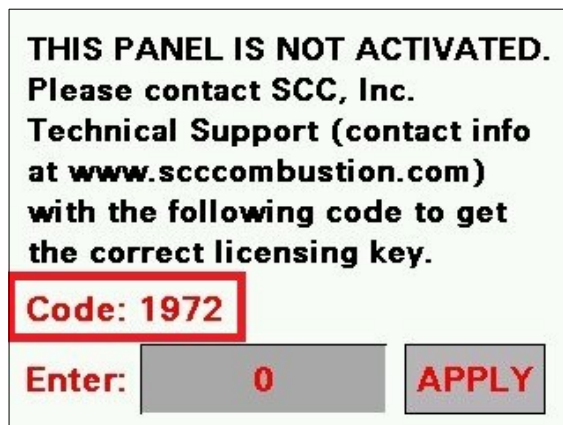 THIS PANEL IS NOT ACTIVATED.
Please contact SCC, Inc.
Technical Support (contact info
at www.scccombustion.com)
with the following code to get
the correct licensing key.
Code: 1972
Enter: 0 APPLY